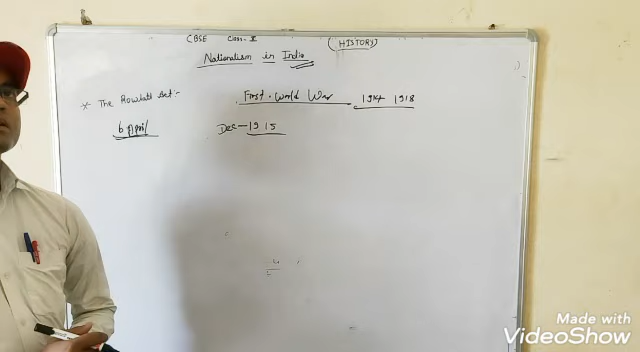 CBSE Class-X (HISTORY)
Nationalism in India
* The Rowlatt Act:- First World War 1914 1918
6 April Dec-1915
Made with
VideoShow